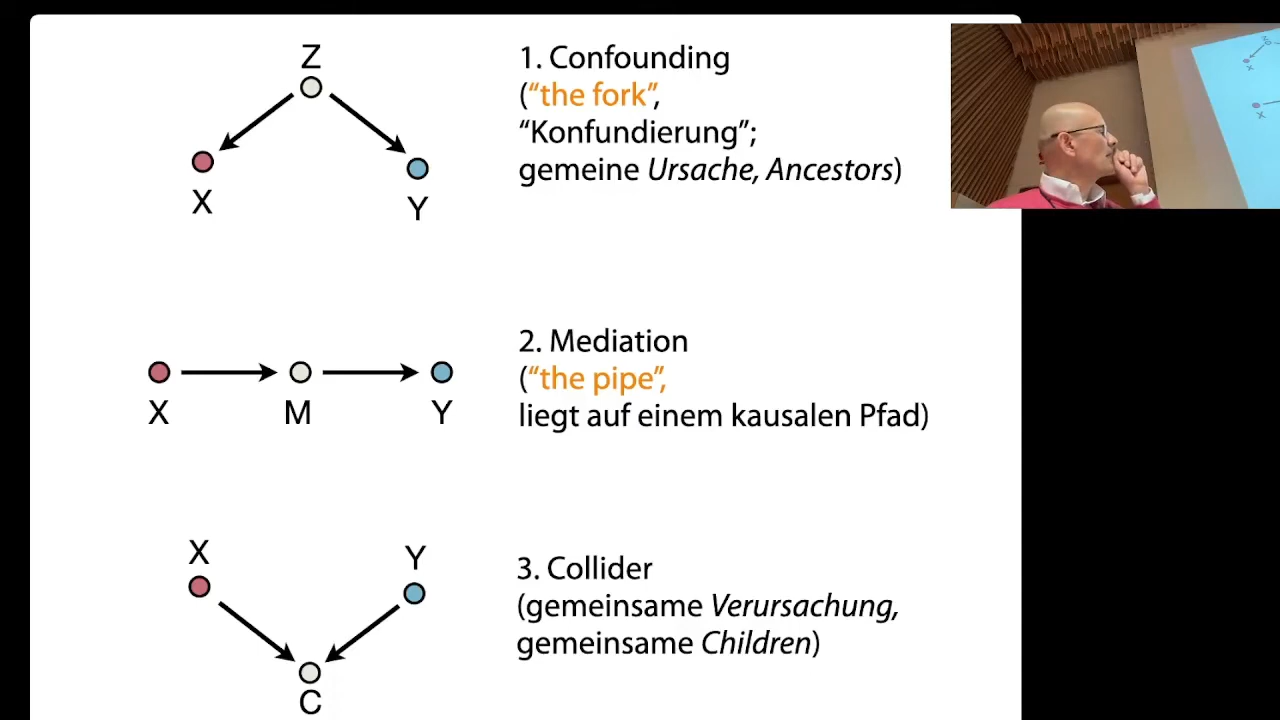 Z
X
Y
1. Confounding
(“the fork”,
“Konfundierung”;
gemeine Ursache, Ancestors)
X
M
Y
2. Mediation
(“the pipe”,
liegt auf einem kausalen Pfad)
X
Y
C
3. Collider
(gemeinsame Verursachung,
gemeinsame Children)
X
X